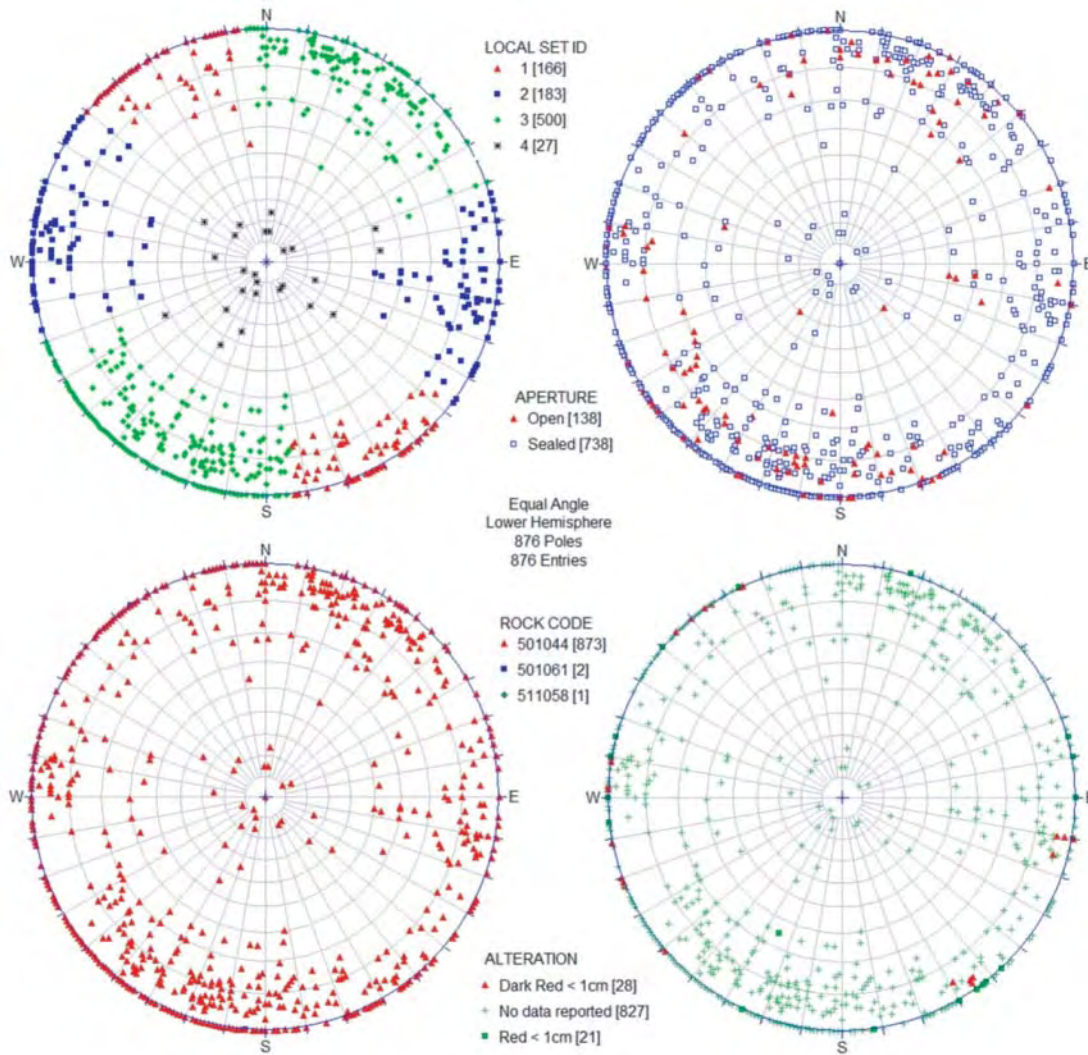 N
W
E
S
LOCAL SET ID
1 [166]
2 [183]
3 [500]
4 [27]
N
W
E
S
APERTURE
Open [138]
Sealed [738]
Equal Angle
Lower Hemisphere
876 Poles
876 Entries
N
W
E
S
ROCK CODE
501044 [873]
501061 [2]
511058 [1]
N
W
E
S
ALTERATION
Dark Red < 1cm [28]
No data reported [827]
Red < 1cm [21]